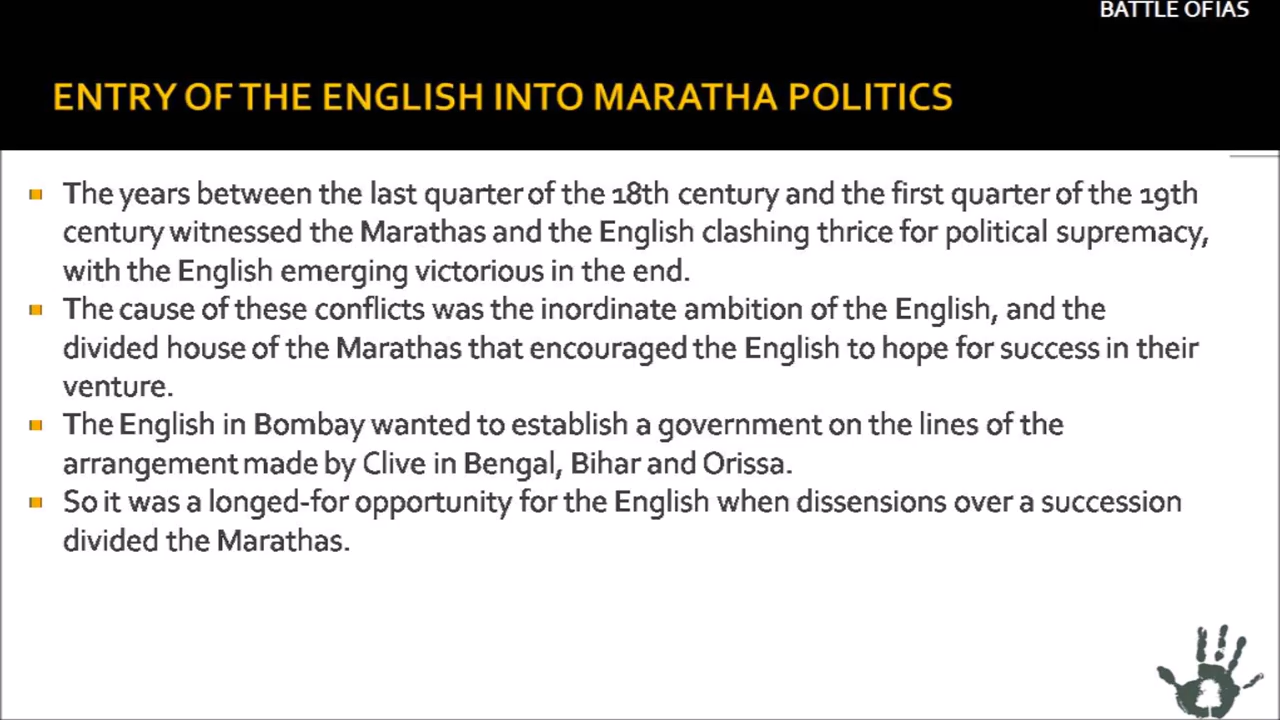 BATTLE OF IAS
ENTRY OF THE ENGLISH INTO MARATHA POLITICS
The years between the last quarter of the 18th century and the first quarter of the 19th
century witnessed the Marathas and the English clashing thrice for political supremacy,
with the English emerging victorious in the end.
The cause of these conflicts was the inordinate ambition of the English, and the
divided house of the Marathas that encouraged the English to hope for success in their
venture.
The English in Bombay wanted to establish a government on the lines of the
arrangement made by Clive in Bengal, Bihar and Orissa.
So it was a longed-for opportunity for the English when dissensions over a succession
divided the Marathas.